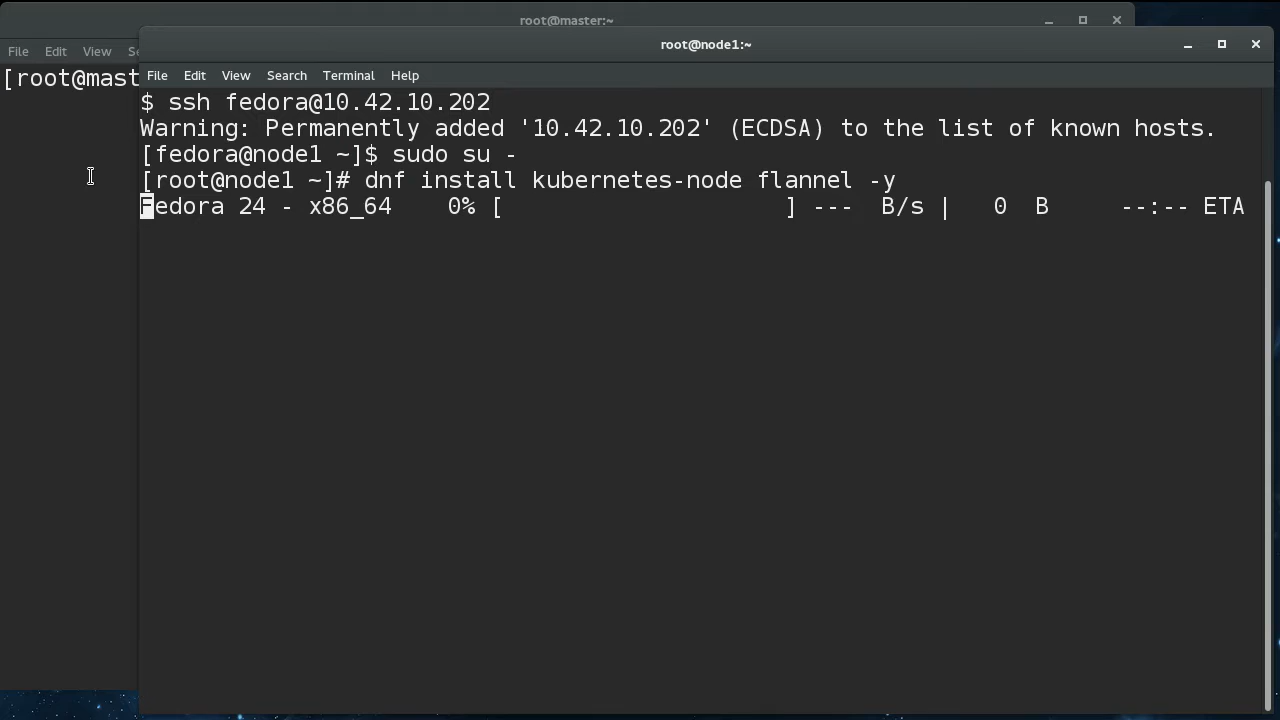 root@master:~
File Edit View
[root@mast
root@node1:~
File Edit View Search Terminal Help
$ ssh fedora@10.42.10.202
Warning: Permanently added '10.42.10.202' (ECDSA) to the list of known hosts.
[fedora@node1 ~]$ sudo su -
[root@node1 ~]# dnf install kubernetes-node flannel -y
Fedora 24 - x86_64    0% [                    ] ---  B/s |   0  B     --:-- ETA